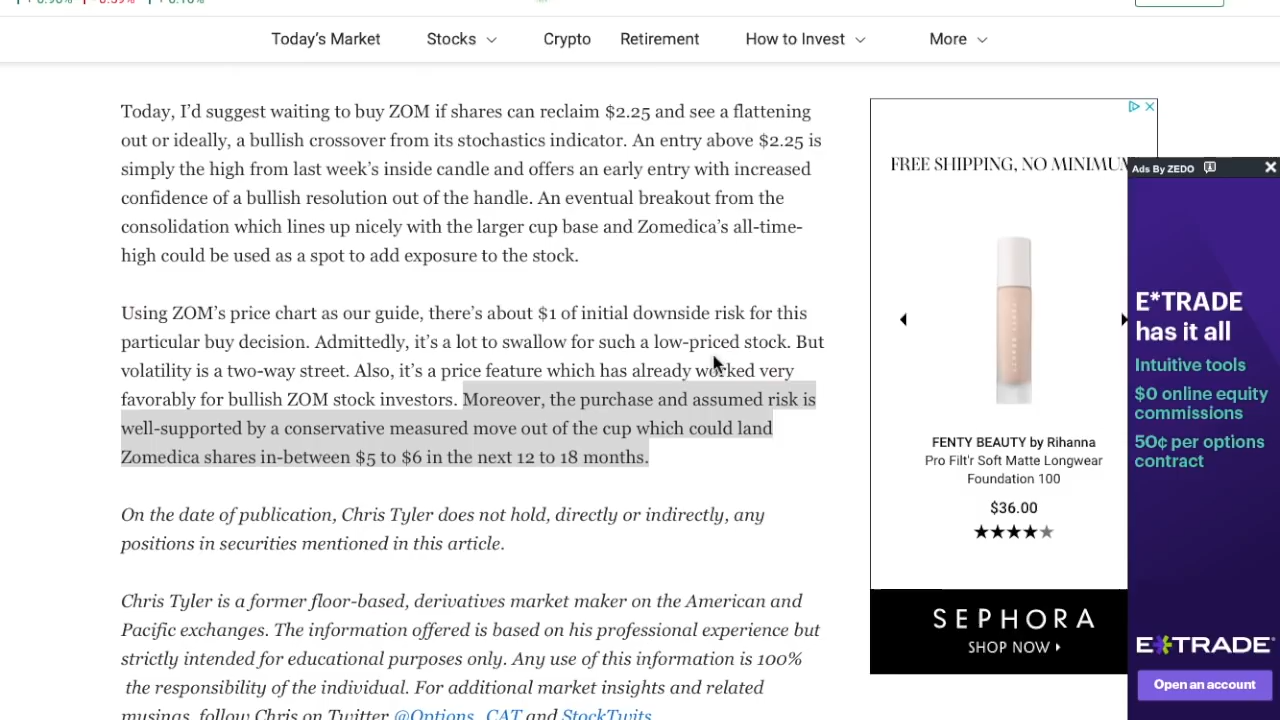 Today's Market
Stocks
Crypto
Retirement
How to Invest
More
Today, I'd suggest waiting to buy ZOM if shares can reclaim $2.25 and see a flattening
out or ideally, a bullish crossover from its stochastics indicator. An entry above $2.25 is
simply the high from last week's inside candle and offers an early entry with increased
confidence of a bullish resolution out of the handle. An eventual breakout from the
consolidation which lines up nicely with the larger cup base and Zomedica's all-time-
high could be used as a spot to add exposure to the stock.
Using ZOM's price chart as our guide, there's about $1 of initial downside risk for this
particular buy decision. Admittedly, it's a lot to swallow for such a low-priced stock. But
volatility is a two-way street. Also, it's a price feature which has already worked very
favorably for bullish ZOM stock investors. Moreover, the purchase and assumed risk is
well-supported by a conservative measured move out of the cup which could land
Zomedica shares in-between $5 to $6 in the next 12 to 18 months.
On the date of publication, Chris Tyler does not hold, directly or indirectly, any
positions in securities mentioned in this article.
Chris Tyler is a former floor-based, derivatives market maker on the American and
Pacific exchanges. The information offered is based on his professional experience but
strictly intended for educational purposes only. Any use of this information is 100%
the responsibility of the individual. For additional market insights and related
musings, follow Chris on Twitter @Options_CAT and StockTwits.
FREE SHIPPING, NO MINIMUM
FENTY BEAUTY by Rihanna
Pro Filt'r Soft Matte Longwear
Foundation 100
$36.00
SEPHORA
SHOP NOW
Ads By ZEDO
E*TRADE
has it all
Intuitive tools
$0 online equity
commissions
50¢ per options
contract
E*TRADE
Open an account